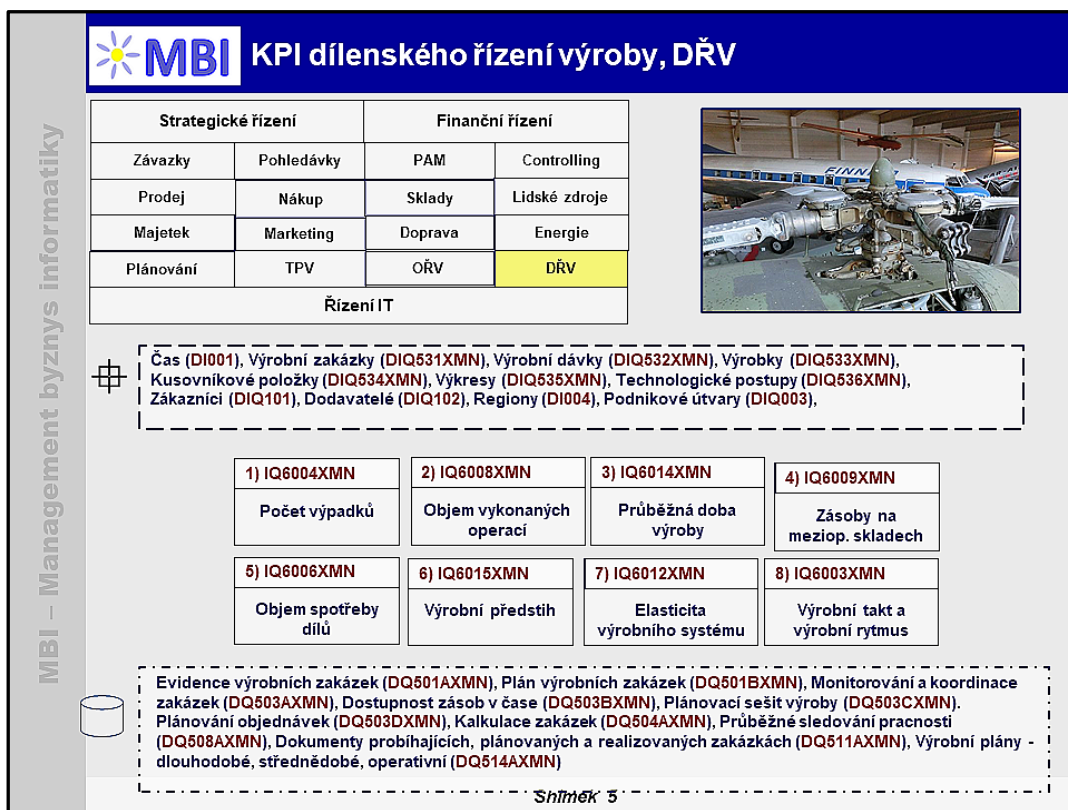 MBI
KPI dílenského řízení výroby, DŘV
MBI – Management byznys informatiky
Strategické řízení
Finanční řízení
Závazky
Pohledávky
PAM
Controlling
Prodej
Nákup
Sklady
Lidské zdroje
Majetek
Marketing
Doprava
Energie
Plánování
TPV
OŘV
DŘV
Řízení IT
FINNAIR
Čas (DI001), Výrobní zakázky (DIQ531XMN), Výrobní dávky (DIQ532XMN), Výrobky (DIQ533XMN),
Kusovníkové položky (DIQ534XMN), Výkresy (DIQ535XMN), Technologické postupy (DIQ536XMN),
Zákazníci (DIQ101), Dodavatelé (DIQ102), Regiony (DI004), Podnikové útvary (DIQ003),
1) IQ6004XMN
Počet výpadků
2) IQ6008XMN
Objem vykonaných
operací
3) IQ6014XMN
Průběžná doba
výroby
4) IQ6009XMN
Zásoby na
meziop. skladech
5) IQ6006XMN
Objem spotřeby
dílů
6) IQ6015XMN
Výrobní předstih
7) IQ6012XMN
Elasticita
výrobního systému
8) IQ6003XMN
Výrobní takt a
výrobní rytmus
Evidence výrobních zakázek (DQ501AXMN), Plán výrobních zakázek (DQ501BXMN), Monitorování a koordinace
zakázek (DQ503AXMN), Dostupnost zásob v čase (DQ503BXMN), Plánovací sešit výroby (DQ503CXMN).
Plánování objednávek (DQ503DXMN), Kalkulace zakázek (DQ504AXMN), Průběžné sledování pracnosti
(DQ508AXMN), Dokumenty probíhajících, plánovaných a realizovaných zakázkách (DQ511AXMN), Výrobní plány -
dlouhodobé, střednědobé, operativní (DQ514AXMN)
Snímek 5